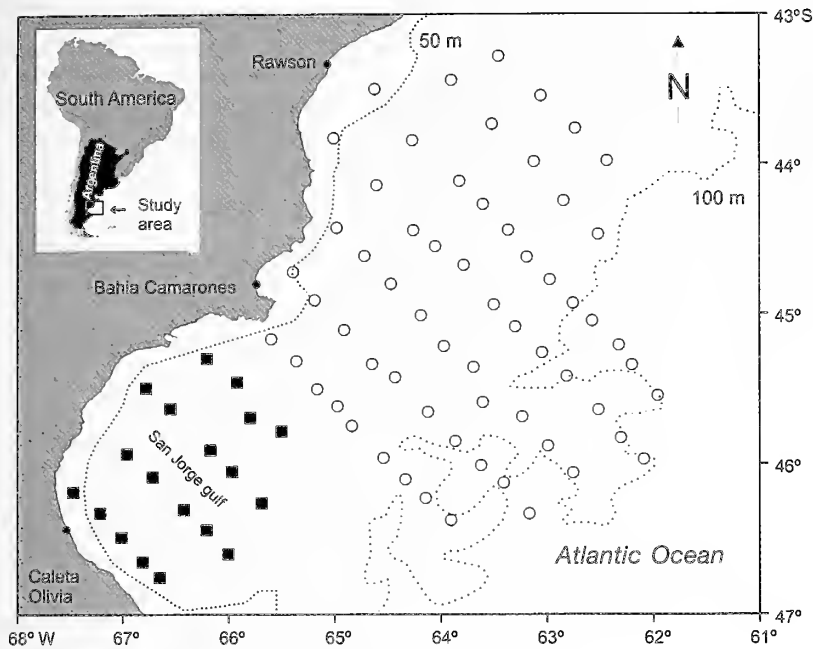 43°S
50 m
Rawson
N
South America
Argentina
Study
area
44°
100 m
Bahia Camarones
45°
San Jorge gulf
46°
Atlantic Ocean
Caleta
Olivia
47°
68° W
67°
66°
65°
64°
63°
62°
61°